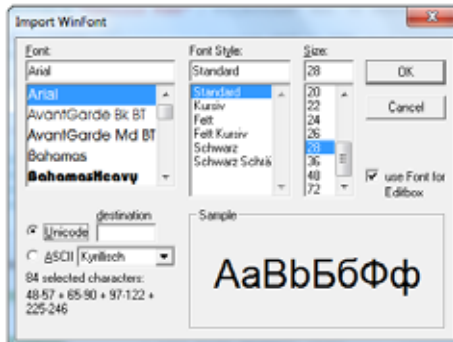 Import WinFont
Font:
Font Style:
Size:
Arial
Standard
28
OK
Arial
AvantGarde Bk BT
AvantGarde Md BT
Bahamas
BahamasHeavy
Standard
Kursiv
Fett
Fett Kursiv
Schwarz
Schwarz Schrä
20
22
24
26
28
36
48
72
Cancel
use Font for
Editbox
destination
Unicode
ASCII
Kyrillisch
84 selected characters:
48-57 + 65-90 + 97-122 +
225-246
Sample
AaBbБбФф